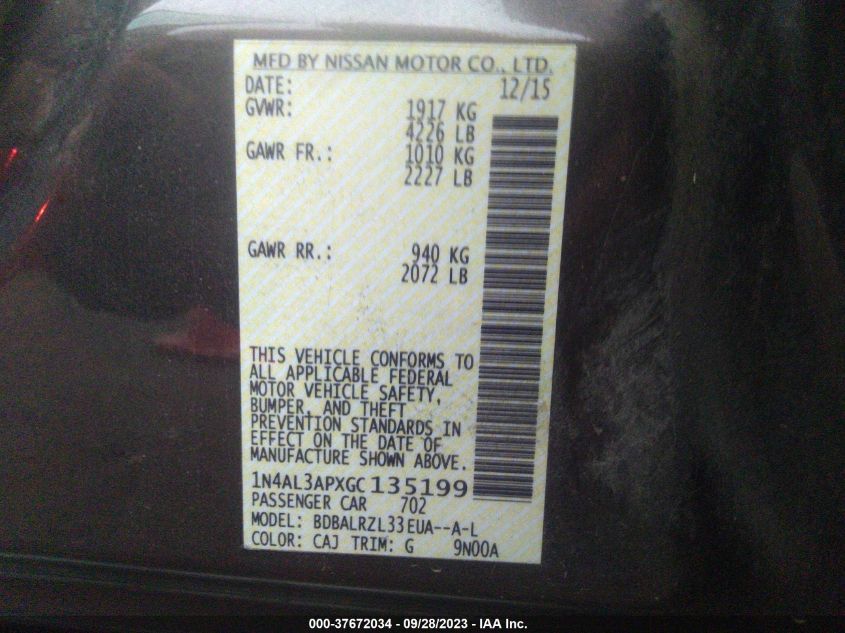 MFD BY NISSAN MOTOR CO., LTD.
DATE: 12/15
GVWR: 1917 KG
4226 LB
GAWR FR.: 1010 KG
2227 LB
GAWR RR.: 940 KG
2072 LB
THIS VEHICLE CONFORMS TO
ALL APPLICABLE FEDERAL
MOTOR VEHICLE SAFETY,
BUMPER, AND THEFT
PREVENTION STANDARDS IN
EFFECT ON THE DATE OF
MANUFACTURE SHOWN ABOVE.
1N4AL3APXGC135199
PASSENGER CAR 702
MODEL: BDBALRZL33EUA--A-L
COLOR: CAJ TRIM: G 9N00A
000-37672034 - 09/28/2023 - IAA Inc.